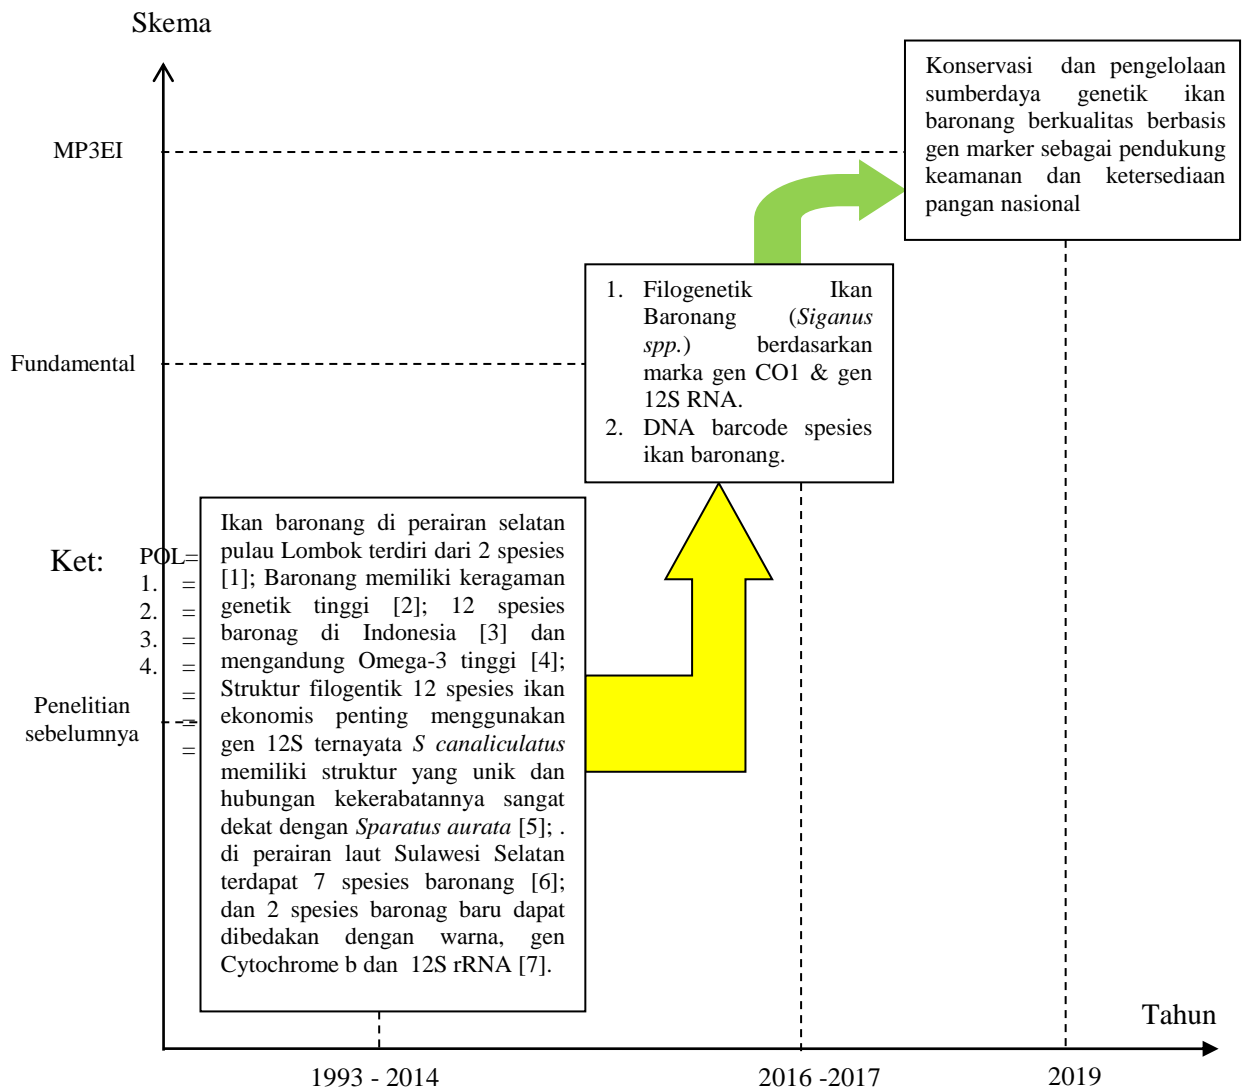 Skema
MP3EI
Konservasi dan pengelolaan
sumberdaya genetik ikan
baronang berkualitas berbasis
gen marker sebagai pendukung
keamanan dan ketersediaan
pangan nasional
Fundamental
1. Filogenetik Ikan
Baronang (Siganus
spp.) berdasarkan
marka gen CO1 & gen
12S RNA.
2. DNA barcode spesies
ikan baronang.
Ket:
POL=
1. =
2. =
3. =
4. =
=
=
=
Penelitian
sebelumnya
Ikan baronang di perairan selatan
pulau Lombok terdiri dari 2 spesies
[1]; Baronang memiliki keragaman
genetik tinggi [2]; 12 spesies
baronag di Indonesia [3] dan
mengandung Omega-3 tinggi [4];
Struktur filogentik 12 spesies ikan
ekonomis penting menggunakan
gen 12S ternayata S canaliculatus
memiliki struktur yang unik dan
hubungan kekerabatannya sangat
dekat dengan Sparatus aurata [5]; .
di perairan laut Sulawesi Selatan
terdapat 7 spesies baronang [6];
dan 2 spesies baronag baru dapat
dibedakan dengan warna, gen
Cytochrome b dan 12S rRNA [7].
Tahun
1993 - 2014
2016 -2017
2019